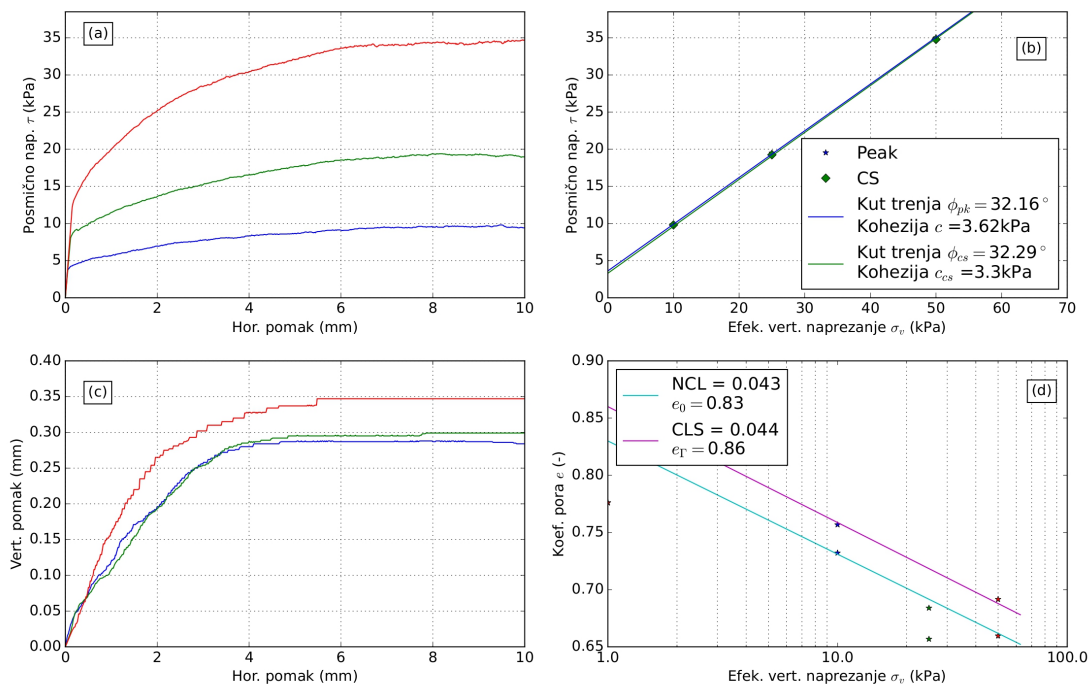 (a)
Posmično nap. τ (kPa)
35
30
25
20
15
10
5
0
0 2 4 6 8 10
Hor. pomak (mm)
(b)
Posmično nap. τ (kPa)
35
30
25
20
15
10
5
0
0 10 20 30 40 50 60 70
Efek. vert. naprezanje σv (kPa)
Peak
CS
Kut trenja ϕpk = 32.16°
Kohezija c =3.62kPa
Kut trenja ϕcs = 32.29°
Kohezija ccs =3.3kPa
(c)
Vert. pomak (mm)
0.40
0.35
0.30
0.25
0.20
0.15
0.10
0.05
0.00
0 2 4 6 8 10
Hor. pomak (mm)
(d)
Koef. pora e (-)
0.90
0.85
0.80
0.75
0.70
0.65
1.0 10.0 100.0
Efek. vert. naprezanje σv (kPa)
NCL = 0.043
e0 = 0.83
CLS = 0.044
eΓ = 0.86